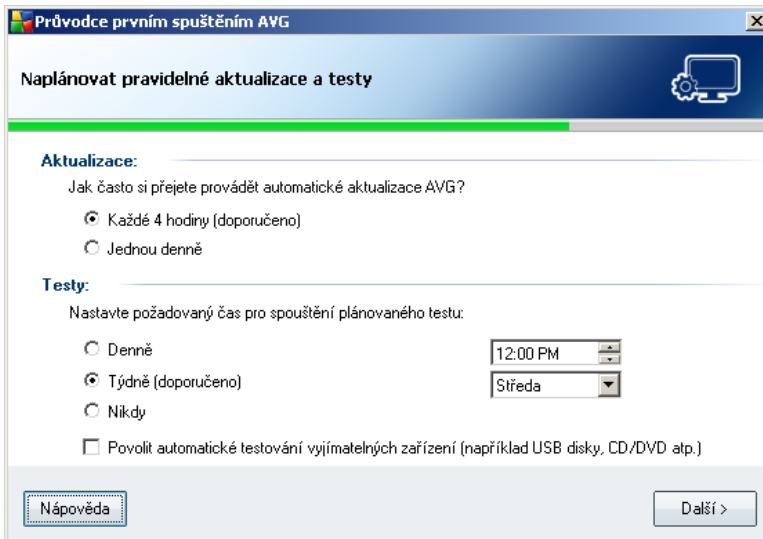 Průvodce prvním spuštěním AVG
Naplánovat pravidelné aktualizace a testy
Aktualizace:
Jak často si přejete provádět automatické aktualizace AVG?
Každé 4 hodiny (doporučeno)
Jednou denně
Testy:
Nastavte požadovaný čas pro spouštění plánovaného testu:
Denně 12:00 PM
Týdně (doporučeno) Středa
Nikdy
Povolit automatické testování vyjímatelných zařízení (například USB disky, CD/DVD atp.)
Nápověda Další >